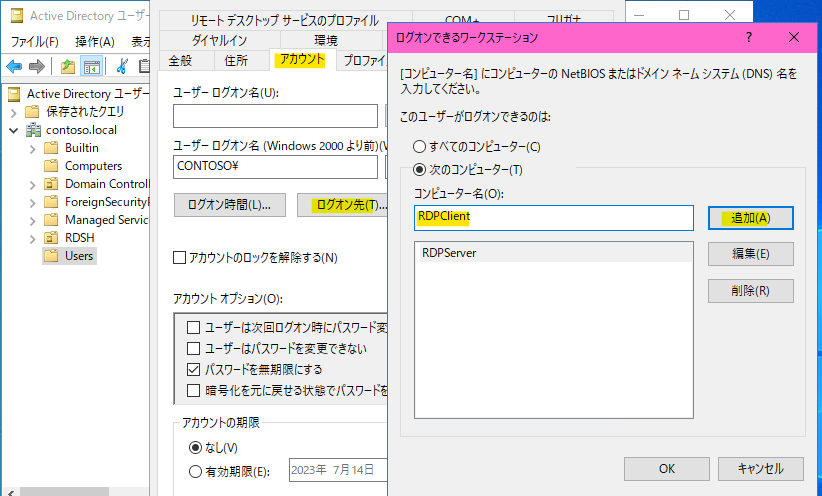 Active Directory ユーザー
ファイル(F) 操作(A) 表示
Active Directory ユーザー
保存されたクエリ
contoso.local
Builtin
Computers
Domain Controll
ForeignSecurityP
Managed Service
RDSH
Users
リモート デスクトップ サービスのプロファイル COM+ フリガナ
ダイヤルイン 環境
全般 住所 アカウント プロファイル
ユーザー ログオン名(U):
ユーザー ログオン名 (Windows 2000 より前)(W
CONTOSO¥
ログオン時間(L)... ログオン先(T)...
アカウントのロックを解除する(N)
アカウント オプション(O):
ユーザーは次回ログオン時にパスワード変
ユーザーはパスワードを変更できない
パスワードを無期限にする
暗号化を元に戻せる状態でパスワードを
アカウントの期限
なし(V)
有効期限(E): 2023年 7月14日
ログオンできるワークステーション ?
[コンピューター名] にコンピューターの NetBIOS またはドメイン ネーム システム (DNS) 名を
入力してください。
このユーザーがログオンできるのは:
すべてのコンピューター(C)
次のコンピューター(T)
コンピューター名(O):
RDPClient 追加(A)
RDPServer 編集(E)
削除(R)
OK キャンセル